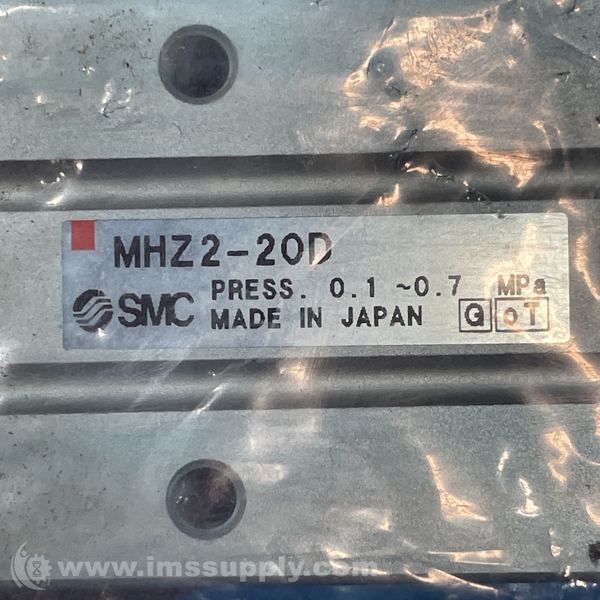 MHZ2-20D
SMC PRESS. 0.1 ~0.7 MPa
MADE IN JAPAN G o T
www.imssupply.com